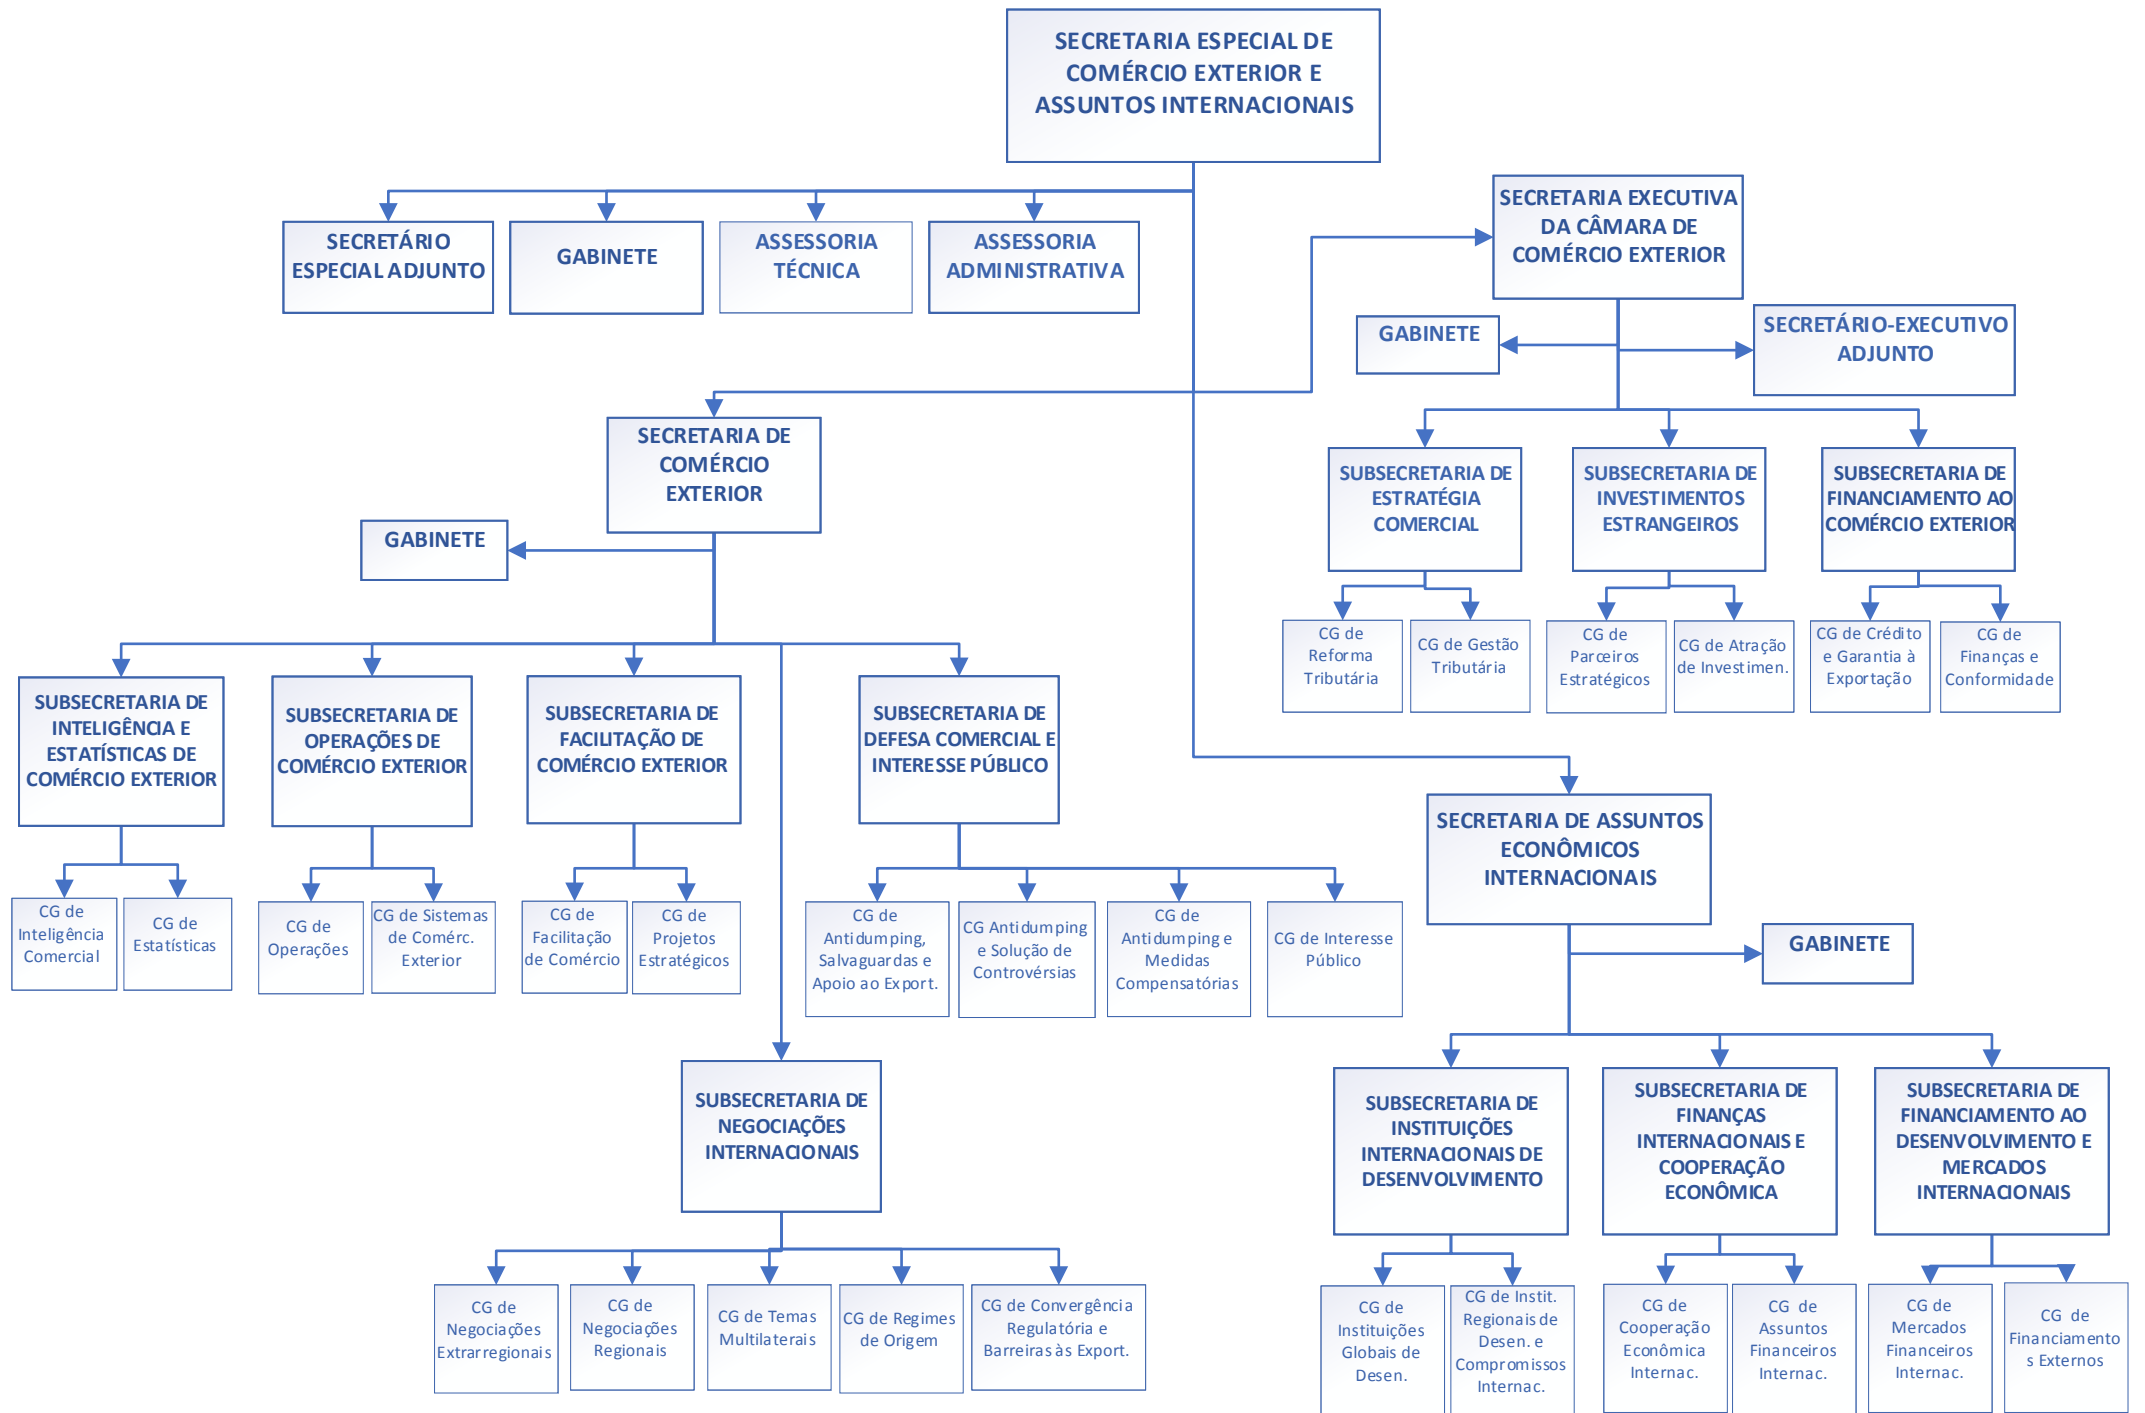 SECRETARIA ESPECIAL DE
COMÉRCIO EXTERIOR E
ASSUNTOS INTERNACIONAIS
SECRETÁRIO
ESPECIAL ADJUNTO
GABINETE
ASSESSORIA
TÉCNICA
ASSESSORIA
ADMINISTRATIVA
SECRETARIA EXECUTIVA
DA CÂMARA DE
COMÉRCIO EXTERIOR
GABINETE
SECRETÁRIO-EXECUTIVO
ADJUNTO
SUBSECRETARIA DE
ESTRATÉGIA
COMERCIAL
SUBSECRETARIA DE
INVESTIMENTOS
ESTRANGEIROS
SUBSECRETARIA DE
FINANCIAMENTO AO
COMÉRCIO EXTERIOR
CG de
Reforma
Tributária
CG de Gestão
Tributária
CG de
Parceiros
Estratégicos
CG de Atração
de Investimen.
CG de Crédito
e Garantia à
Exportação
CG de
Finanças e
Conformidade
SECRETARIA DE
COMÉRCIO
EXTERIOR
GABINETE
SUBSECRETARIA DE
INTELIGÊNCIA E
ESTATÍSTICAS DE
COMÉRCIO EXTERIOR
SUBSECRETARIA DE
OPERAÇÕES DE
COMÉRCIO EXTERIOR
SUBSECRETARIA DE
FACILITAÇÃO DE
COMÉRCIO EXTERIOR
SUBSECRETARIA DE
DEFESA COMERCIAL E
INTERESSE PÚBLICO
CG de
Inteligência
Comercial
CG de
Estatísticas
CG de
Operações
CG de Sistemas
de Comérc.
Exterior
CG de
Facilitação
de Comércio
CG de
Projetos
Estratégicos
CG de
Antidumping,
Salvaguardas e
Apoio ao Export.
CG Antidumping
e Solução de
Controvérsias
CG de
Antidumping e
Medidas
Compensatórias
CG de Interesse
Público
SUBSECRETARIA DE
NEGOCIAÇÕES
INTERNACIONAIS
CG de
Negociações
Extrarregionais
CG de
Negociações
Regionais
CG de Temas
Multilaterais
CG de Regimes
de Origem
CG de Convergência
Regulatória e
Barreiras às Export.
SECRETARIA DE ASSUNTOS
ECONÔMICOS
INTERNACIONAIS
GABINETE
SUBSECRETARIA DE
INSTITUIÇÕES
INTERNACIONAIS DE
DESENVOLVIMENTO
SUBSECRETARIA DE
FINANÇAS
INTERNACIONAIS E
COOPERAÇÃO
ECONÔMICA
SUBSECRETARIA DE
FINANCIAMENTO AO
DESENVOLVIMENTO E
MERCADOS
INTERNACIONAIS
CG de
Instituições
Globais de
Desen.
CG de Instit.
Regionais de
Desen. e
Compromissos
Internac.
CG de
Cooperação
Econômica
Internac.
CG de
Assuntos
Financeiros
Internac.
CG de
Mercados
Financeiros
Internac.
CG de
Financiamento
s Externos